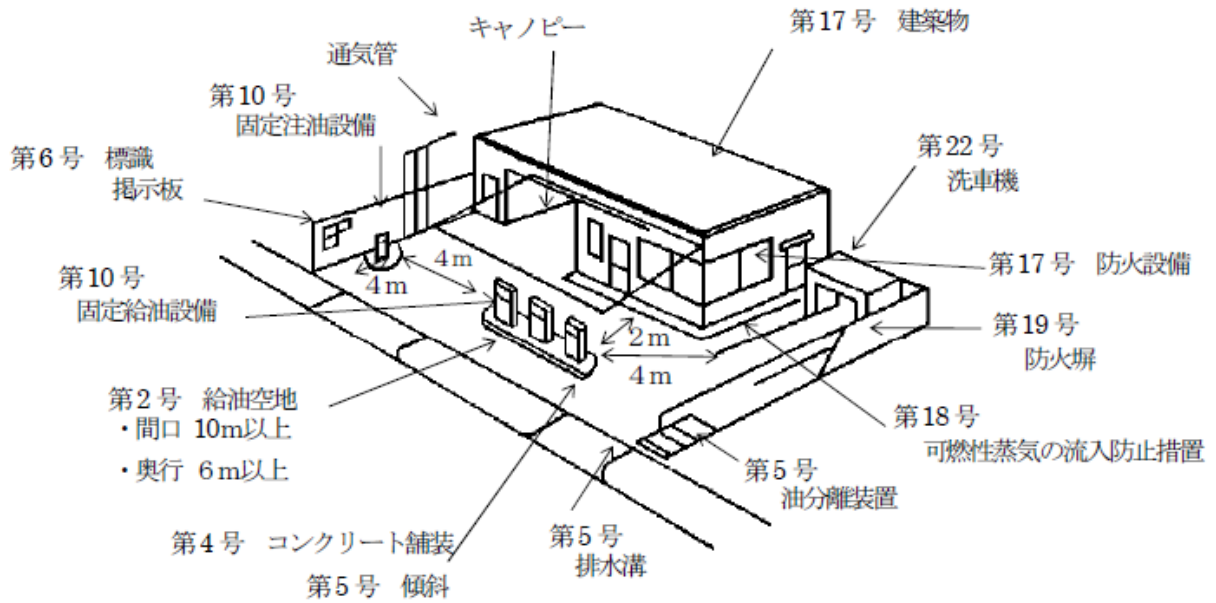 キャノピー
第17号 建築物
通気管
第10号
固定注油設備
第6号 標識
掲示板
第22号
洗車機
4m
4m
第10号
固定給油設備
第17号 防火設備
2m
4m
第19号
防火塀
第2号 給油空地
・間口 10m以上
・奥行 6m以上
第18号
可燃性蒸気の流入防止措置
第5号
油分離装置
第4号 コンクリート舗装
第5号
排水溝
第5号 傾斜